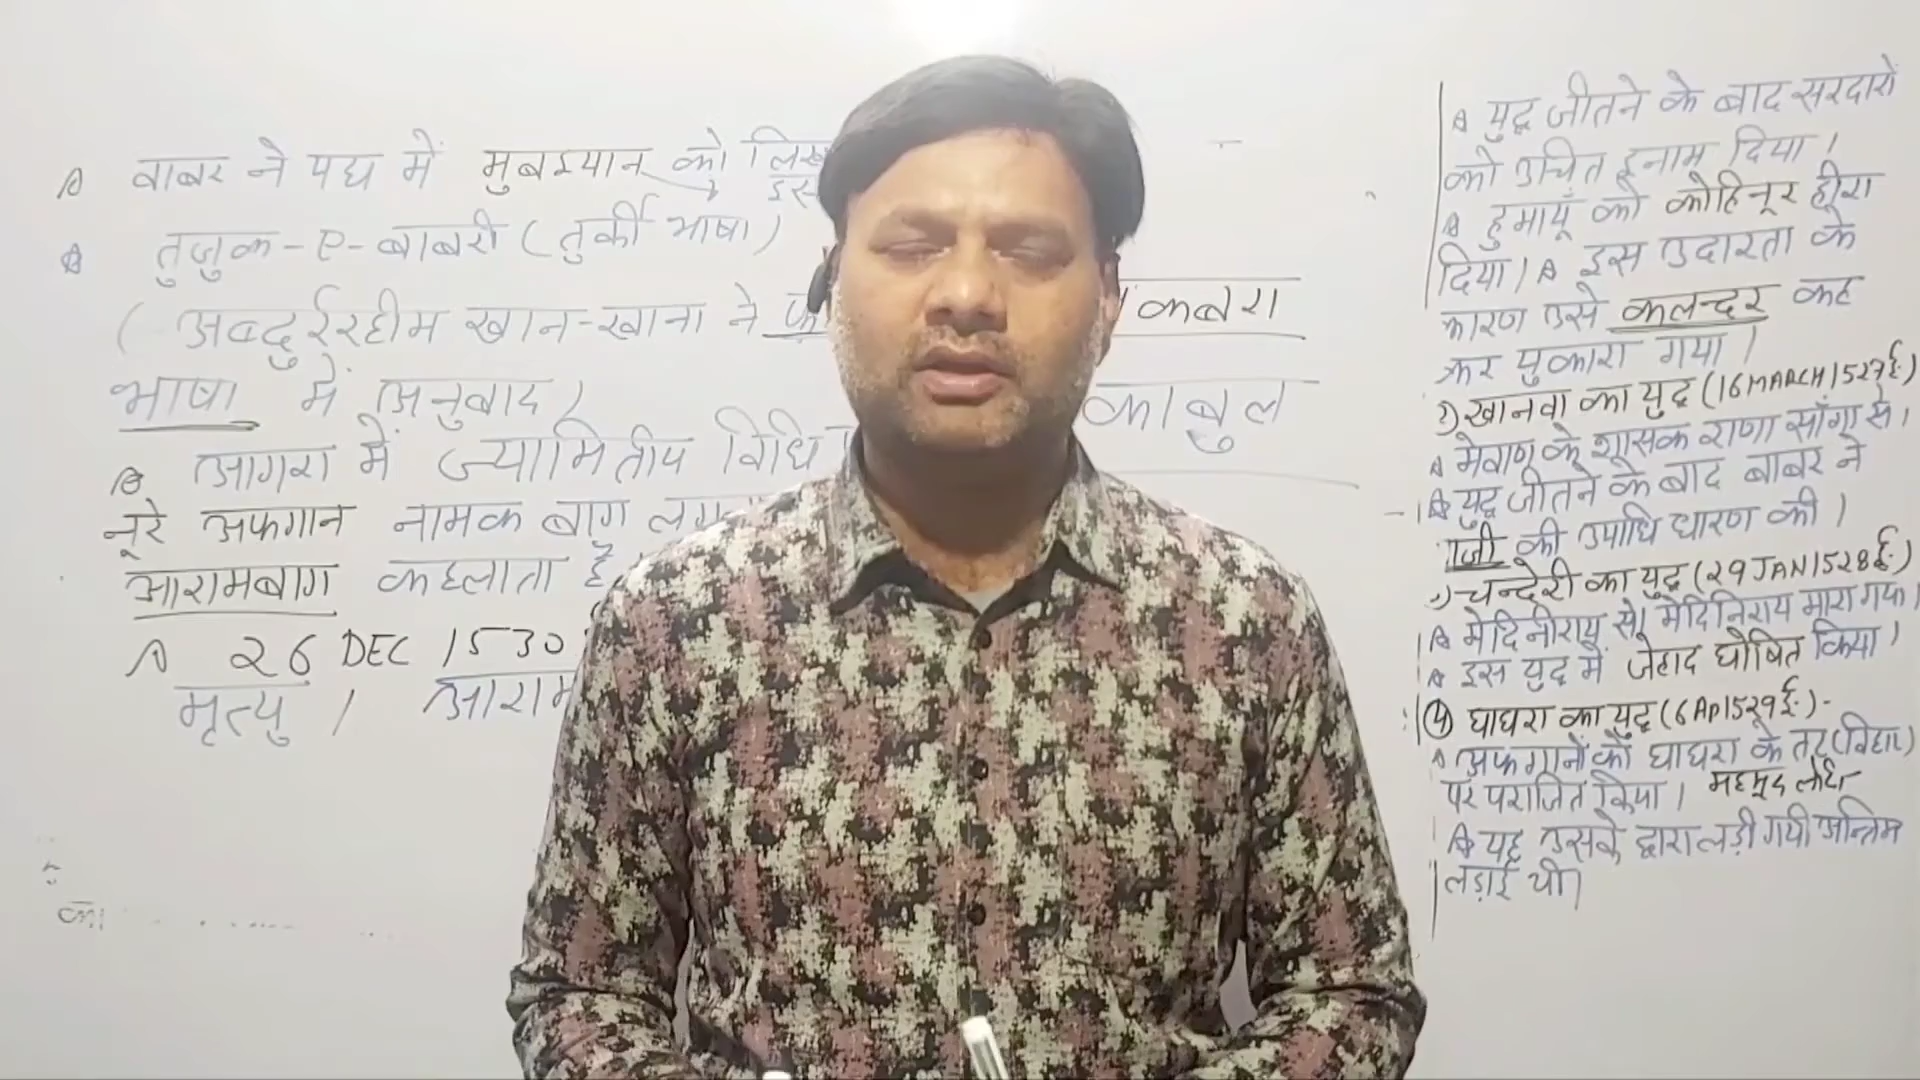 बाबर ने पद्य में मुबइयान को
तुजुक-ए-बाबरी (तुर्की भाषा)
(अब्दुर्ररहीम खान-खाना ने
भाषा में अनुवाद)
आगरा में ज्यामितीय विधि
नूरे अफगान नामक बाग
आरामबाग कहलाता है
26 DEC 1530
मृत्यु ।
कबरा
काबुल
युद्ध जीतने के बाद सरदारो
को उचित इनाम दिया ।
हुमायूँ को कोहिनूर हीरा
दिया । इस उदारता के
कारण उसे कलन्दर कह
कर पुकारा गया ।
खानवा का युद्ध (16 MARCH 1527 ई.)
मेवाण के शासक राणा साँगा से ।
युद्ध जीतने के बाद बाबर ने
की उपाधि धारण की ।
चन्देरी का युद्ध (29 JAN 1528 ई.)
मेदिनीराय से । मेदिनिराय मारा गया ।
इस युद्ध में जेहाद घोषित किया ।
(4) घाघरा का युद्ध (6 AP 1529 ई.) -
अफगानों को घाघरा के तट (बिहार)
पर पराजित किया । महमूद लोदी
यह उसके द्वारा लड़ी गयी अन्तिम
लड़ाई थी ।